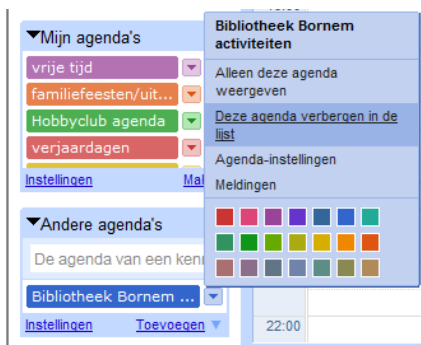 Mijn agenda's
vrije tijd
familiefeesten/uit...
Hobbyclub agenda
verjaardagen
Instellingen
Andere agenda's
De agenda van een
Bibliotheek Bornem ...
Instellingen Toevoegen
Bibliotheek Bornem
activiteiten
Alleen deze agenda
weergeven
Deze agenda verbergen in de
lijst
Agenda-instellingen
Meldingen
22:00